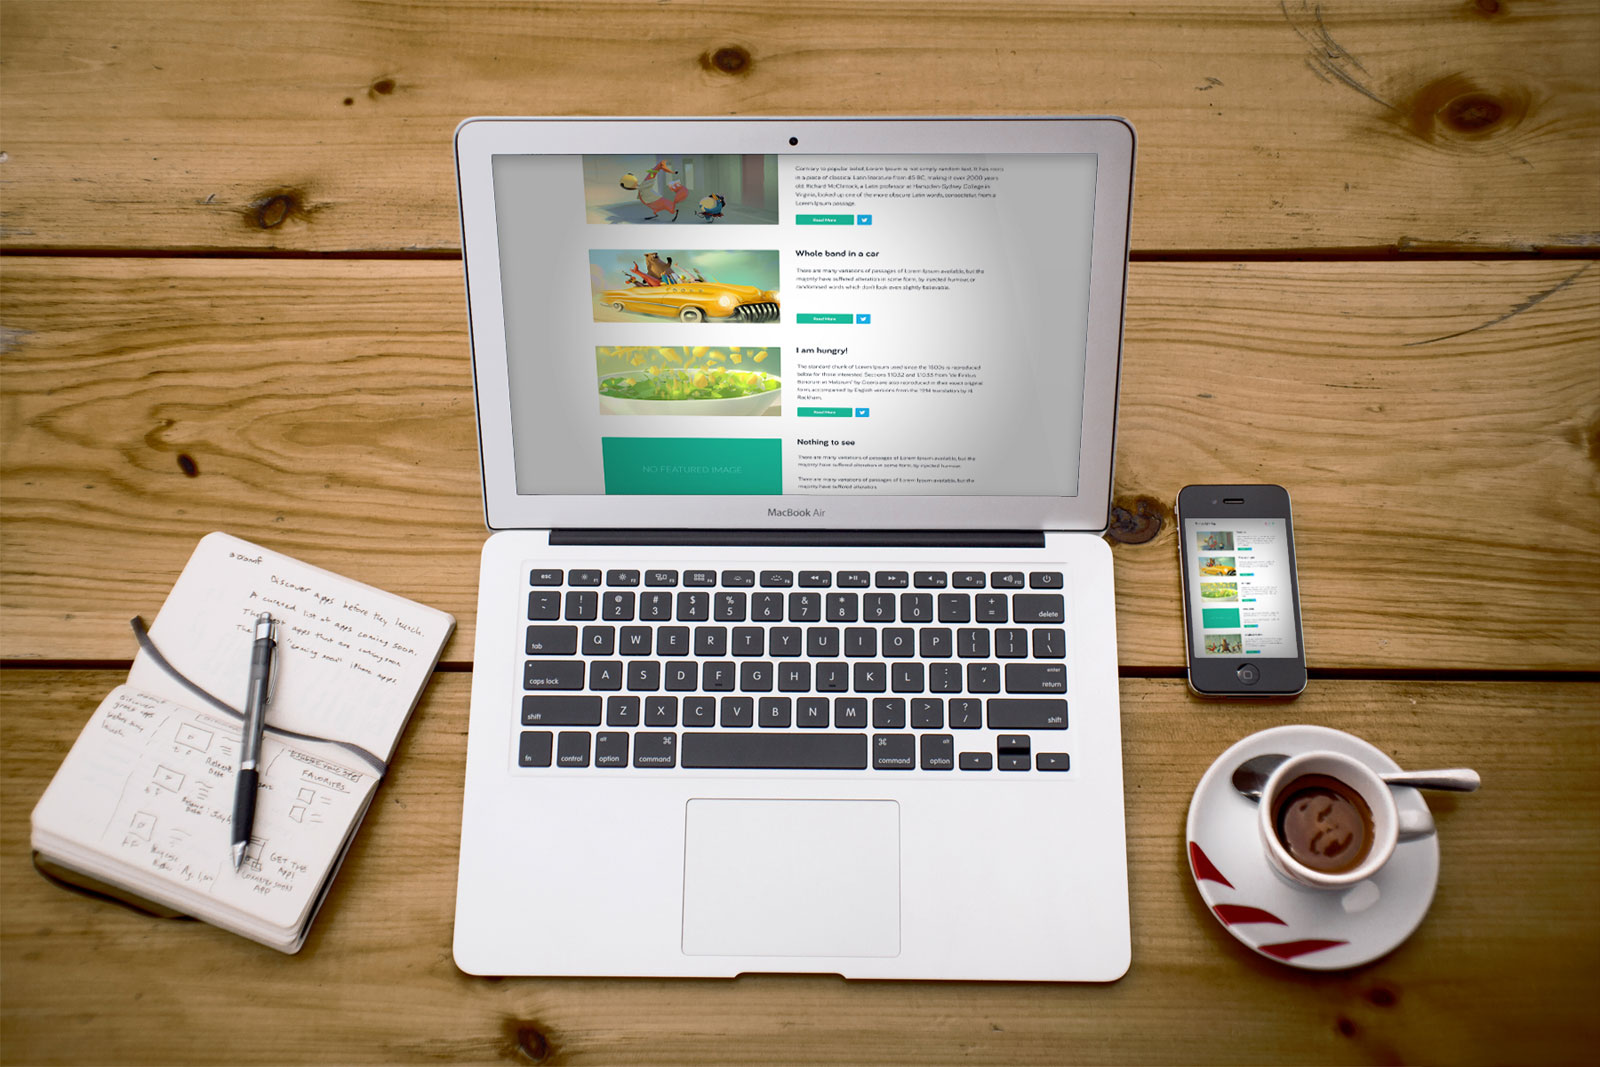 Contrary to popular belief, Lorem Ipsum is not simply random text. It has roots
in a piece of classical Latin literature from 45 BC, making it over 2000 years
old. Richard McClintock, a Latin professor at Hampden-Sydney College in
Virginia, looked up one of the more obscure Latin words, consectetur, from a
Lorem Ipsum passage.
Read More
Whole band in a car
There are many variations of passages of Lorem Ipsum available, but the
majority have suffered alteration in some form, by injected humour, or
randomised words which don't look even slightly believable.
Read More
I am hungry!
The standard chunk of Lorem Ipsum used since the 1500s is reproduced
below for those interested. Sections 1.10.32 and 1.10.33 from "de Finibus
Bonorum et Malorum" by Cicero are also reproduced in their exact original
form, accompanied by English versions from the 1914 translation by H.
Rackham.
Read More
Nothing to see
NO FEATURED IMAGE
There are many variations of passages of Lorem Ipsum available, but the
majority have suffered alteration in some form, by injected humour.
There are many variations of passages of Lorem Ipsum available, but the
majority have suffered alteration.
MacBook Air
esc F1 F2 F3 F4 F5 F6 F7 F8 F9 F10 F11 F12
~ ! @ # $ % ^ & * ( ) _ +
` 1 2 3 4 5 6 7 8 9 0 - = delete
tab Q W E R T Y U I O P { [ } ] | \
caps lock A S D F G H J K L : ; " ' enter return
shift Z X C V B N M < , > . ? / shift
fn control alt option ⌘ command ⌘ command alt option
Discover apps before they launch.
A curated list of apps coming soon.
The best apps that are coming soon
The "coming soon" iPhone apps
Discover
great apps
before they
launch
Release
Date
FAVORITES
GET THE
App!
APP